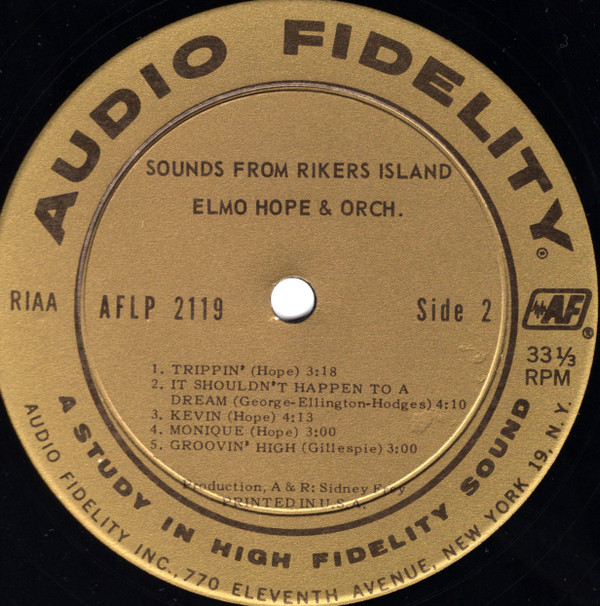 AUDIO FIDELITY®
SOUNDS FROM RIKERS ISLAND
ELMO HOPE & ORCH.
RIAA
AFLP 2119
Side 2
AF®
33 1/3
RPM
1. TRIPPIN' (Hope) 3:18
2. IT SHOULDN'T HAPPEN TO A
DREAM (George-Ellington-Hodges) 4:10
3. KEVIN (Hope) 4:13
4. MONIQUE (Hope) 3:00
5. GROOVIN' HIGH (Gillespie) 3:00
Production, A & R: Sidney Frey
PRINTED IN U.S.A.
A STUDY IN HIGH FIDELITY SOUND
AUDIO FIDELITY INC., 770 ELEVENTH AVENUE, NEW YORK 19, N.Y.